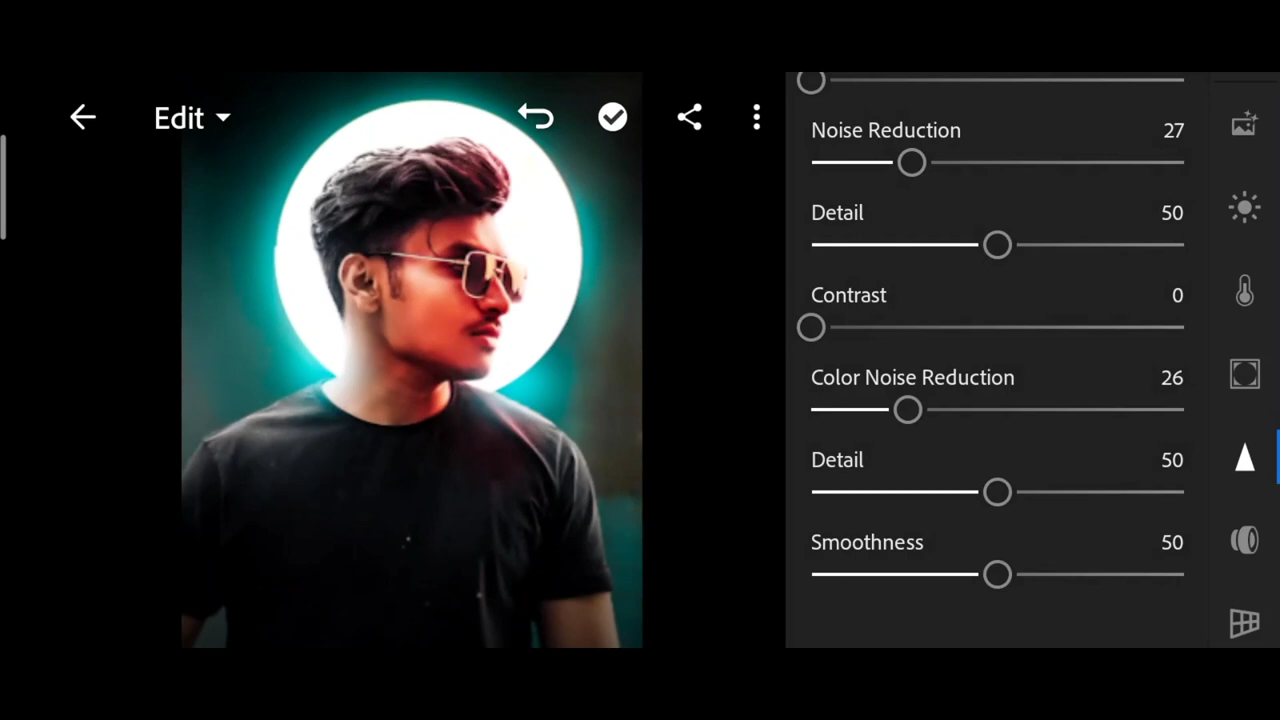 Edit
Noise Reduction 27
Detail 50
Contrast 0
Color Noise Reduction 26
Detail 50
Smoothness 50